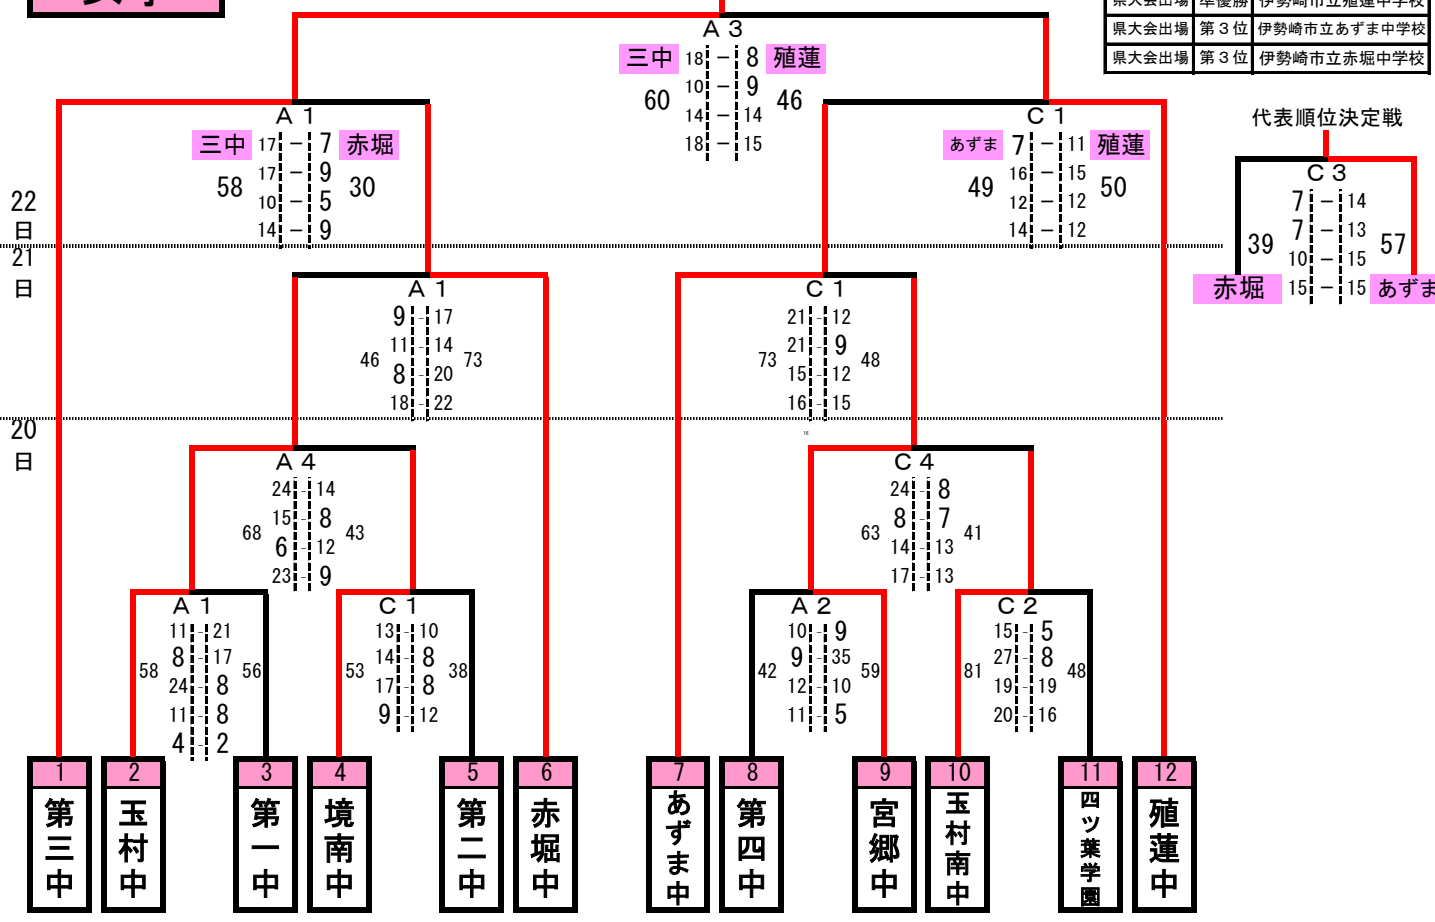 県大会出場 準優勝 伊勢崎市立殖蓮中学校
県大会出場 第３位 伊勢崎市立あずま中学校
県大会出場 第３位 伊勢崎市立赤堀中学校
Ａ３
三中 60 46 殖蓮
18 － 8
10 － 9
14 － 14
18 － 15
Ａ１
三中 58 30 赤堀
17 － 7
17 － 9
10 － 5
14 － 9
Ｃ１
あずま 49 50 殖蓮
7 － 11
16 － 15
12 － 12
14 － 12
代表順位決定戦
Ｃ３
赤堀 39 57 あずま
7 － 14
7 － 13
10 － 15
15 － 15
22
日
21
日
Ａ１
46 73
9 - 17
11 - 14
8 - 20
18 - 22
Ｃ１
73 48
21 - 12
21 - 9
15 - 12
16 - 15
20
日
Ａ４
68 43
24 - 14
15 - 8
6 - 12
23 - 9
Ｃ４
63 41
24 - 8
8 - 7
14 - 13
17 - 13
Ａ１
58 56
11 - 21
8 - 17
24 - 8
11 - 8
4 - 2
Ｃ１
53 38
13 - 10
14 - 8
17 - 8
9 - 12
Ａ２
42 59
10 - 9
9 - 35
12 - 10
11 - 5
Ｃ２
81 48
15 - 5
27 - 8
19 - 19
20 - 16
1 第三中
2 玉村中
3 第一中
4 境南中
5 第二中
6 赤堀中
7 あずま中
8 第四中
9 宮郷中
10 玉村南中
11 四ツ葉学園
12 殖蓮中